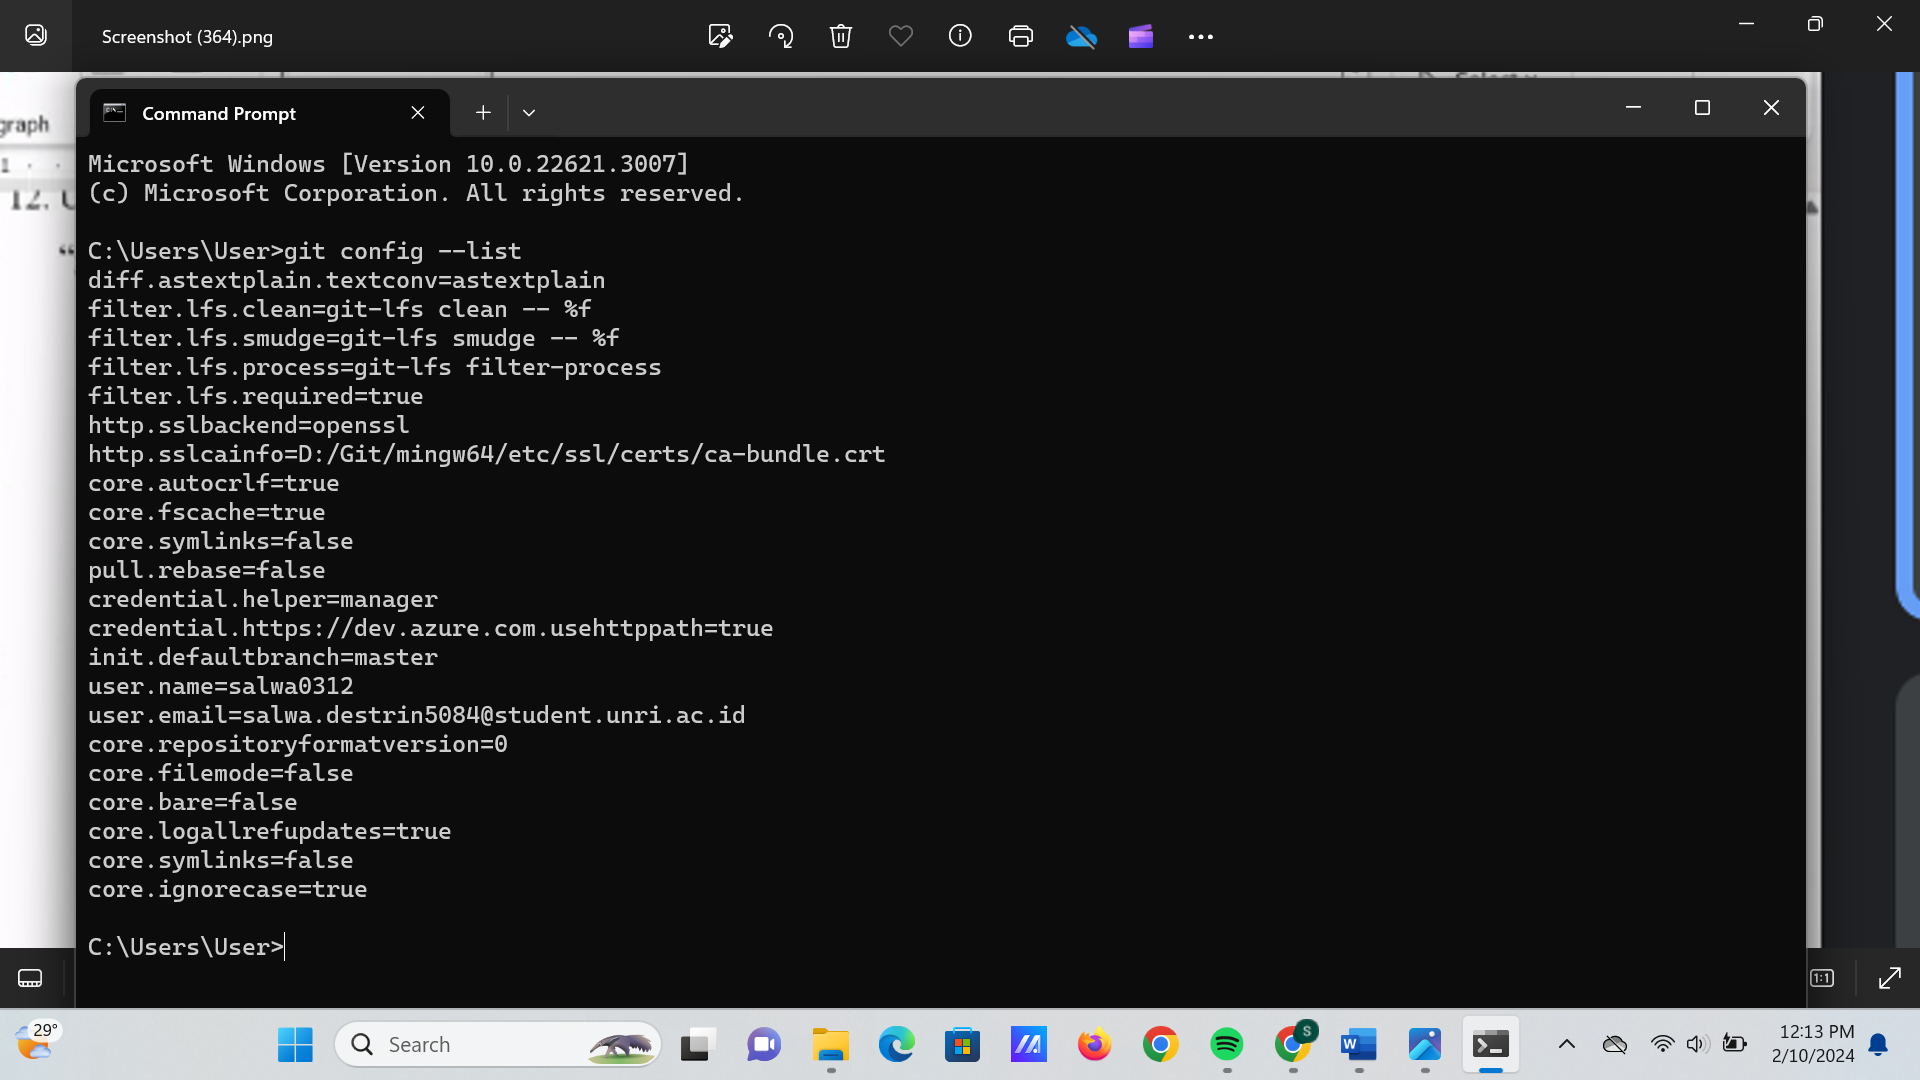 Screenshot (364).png
graph
Command Prompt
1
12. U
“
Microsoft Windows [Version 10.0.22621.3007]
(c) Microsoft Corporation. All rights reserved.
C:\Users\User>git config --list
diff.astextplain.textconv=astextplain
filter.lfs.clean=git-lfs clean -- %f
filter.lfs.smudge=git-lfs smudge -- %f
filter.lfs.process=git-lfs filter-process
filter.lfs.required=true
http.sslbackend=openssl
http.sslcainfo=D:/Git/mingw64/etc/ssl/certs/ca-bundle.crt
core.autocrlf=true
core.fscache=true
core.symlinks=false
pull.rebase=false
credential.helper=manager
credential.https://dev.azure.com.usehttppath=true
init.defaultbranch=master
user.name=salwa0312
user.email=salwa.destrin5084@student.unri.ac.id
core.repositoryformatversion=0
core.filemode=false
core.bare=false
core.logallrefupdates=true
core.symlinks=false
core.ignorecase=true
C:\Users\User>
1:1
29°
Search
S
W
12:13 PM
2/10/2024